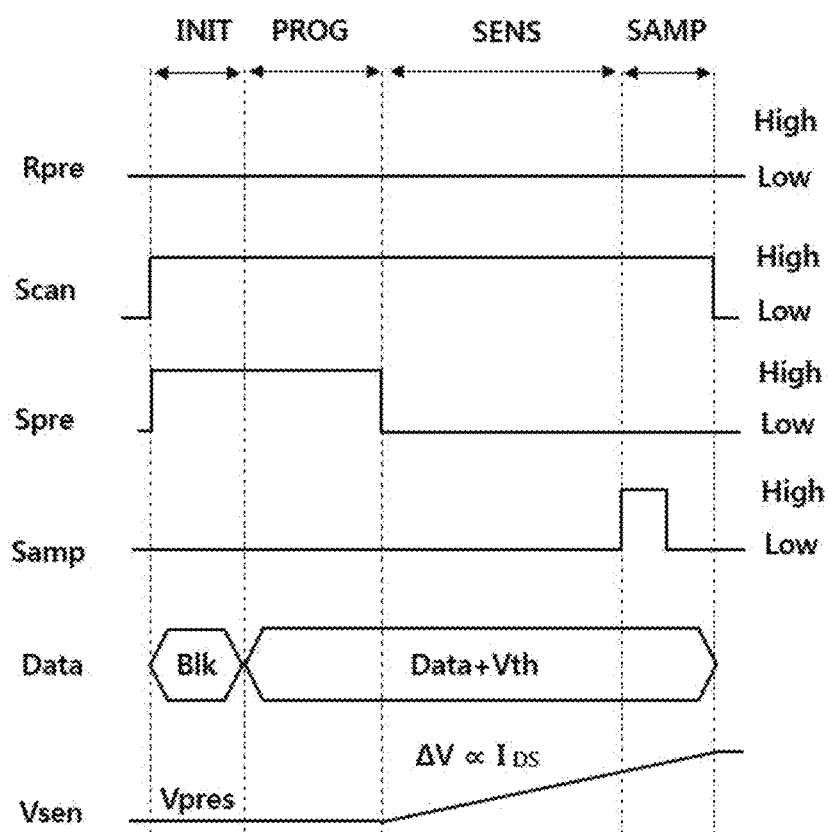 INIT PROG SENS SAMP
High
Rpre
Low
High
Scan
Low
High
Spre
Low
High
Samp
Low
Data
Blk
Data+Vth
ΔV ∝ I DS
Vpres
Vsen